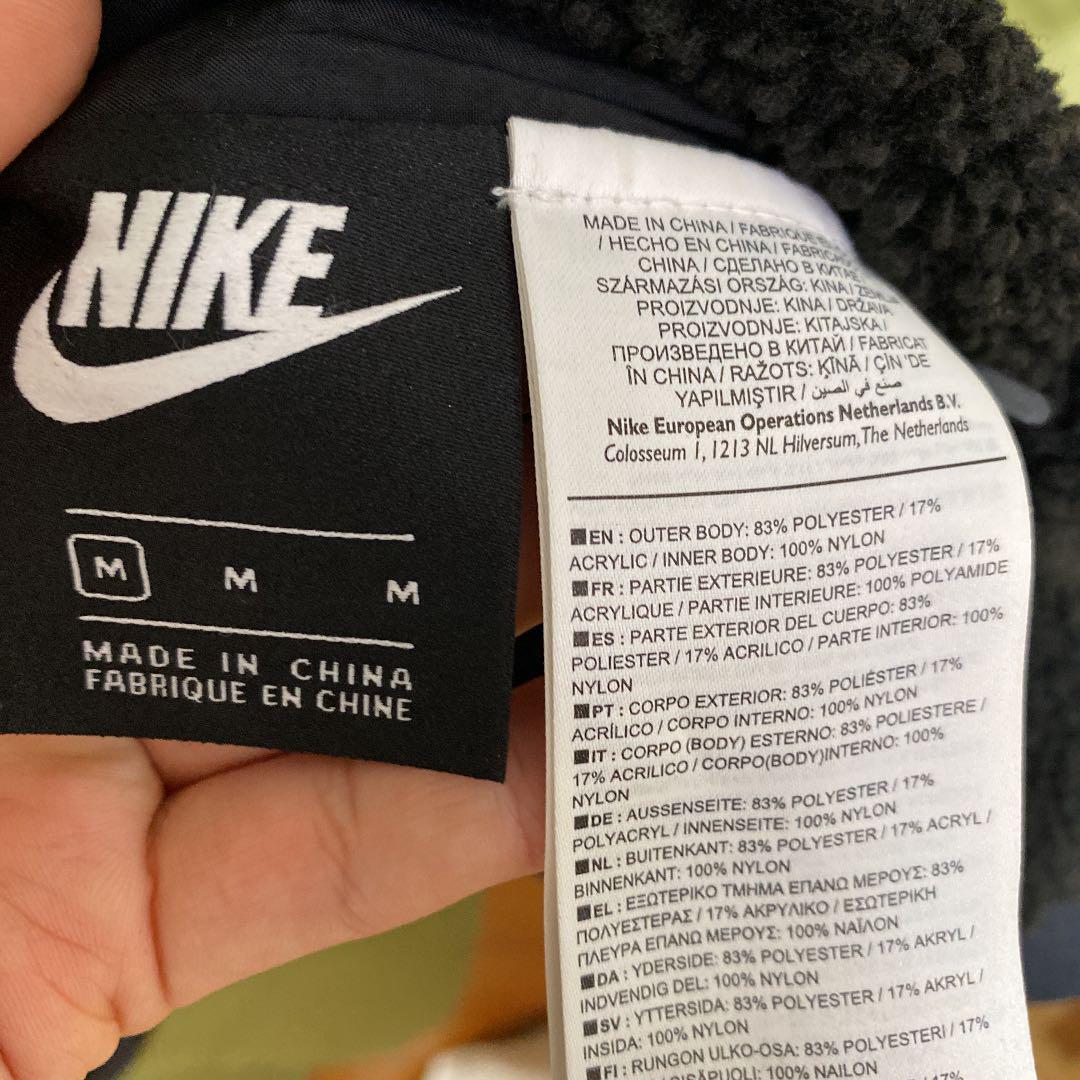 NIKE
M M M
MADE IN CHINA
FABRIQUE EN CHINE
MADE IN CHINA / FABRIQUE
/ HECHO EN CHINA / FABRICADO
CHINA / СДЕЛАНО В КИТАЕ
SZÁRMAZÁSI ORSZÁG: KINA /
PROIZVODNJE: KINA / DRŽAVA
PROIZVODNJE: KITAJSKA /
ПРОИЗВЕДЕНО В КИТАЙ / FABRICAT
ÎN CHINA / RAŽOTS: ĶĪNĀ / ÇİN 'DE
YAPILMIŞTIR / صنع في الصين
Nike European Operations Netherlands B.V.
Colosseum 1, 1213 NL Hilversum, The Netherlands
EN : OUTER BODY: 83% POLYESTER / 17%
ACRYLIC / INNER BODY: 100% NYLON
FR : PARTIE EXTERIEURE: 83% POLYESTER / 17%
ACRYLIQUE / PARTIE INTERIEURE: 100% POLYAMIDE
ES : PARTE EXTERIOR DEL CUERPO: 83%
POLIESTER / 17% ACRILICO / PARTE INTERIOR: 100%
NYLON
PT : CORPO EXTERIOR: 83% POLIÉSTER / 17%
ACRÍLICO / CORPO INTERNO: 100% NYLON
IT : CORPO (BODY) ESTERNO: 83% POLIESTERE /
17% ACRILICO / CORPO(BODY)INTERNO: 100%
NYLON
DE : AUSSENSEITE: 83% POLYESTER / 17%
POLYACRYL / INNENSEITE: 100% NYLON
NL : BUITENKANT: 83% POLYESTER / 17% ACRYL /
BINNENKANT: 100% NYLON
EL : ΕΞΩΤΕΡΙΚΟ ΤΜΗΜΑ ΕΠΑΝΩ ΜΕΡΟΥΣ: 83%
ΠΟΛΥΕΣΤΕΡΑΣ / 17% ΑΚΡΥΛΙΚΟ / ΕΣΩΤΕΡΙΚΗ
ΠΛΕΥΡΑ ΕΠΑΝΩ ΜΕΡΟΥΣ: 100% ΝΑΪΛΟΝ
DA : YDERSIDE: 83% POLYESTER / 17% AKRYL /
INDVENDIG DEL: 100% NYLON
SV : YTTERSIDA: 83% POLYESTER / 17% AKRYL /
INSIDA: 100% NYLON
FI : RUNGON ULKO-OSA: 83% POLYESTERI / 17%
100% NAILON